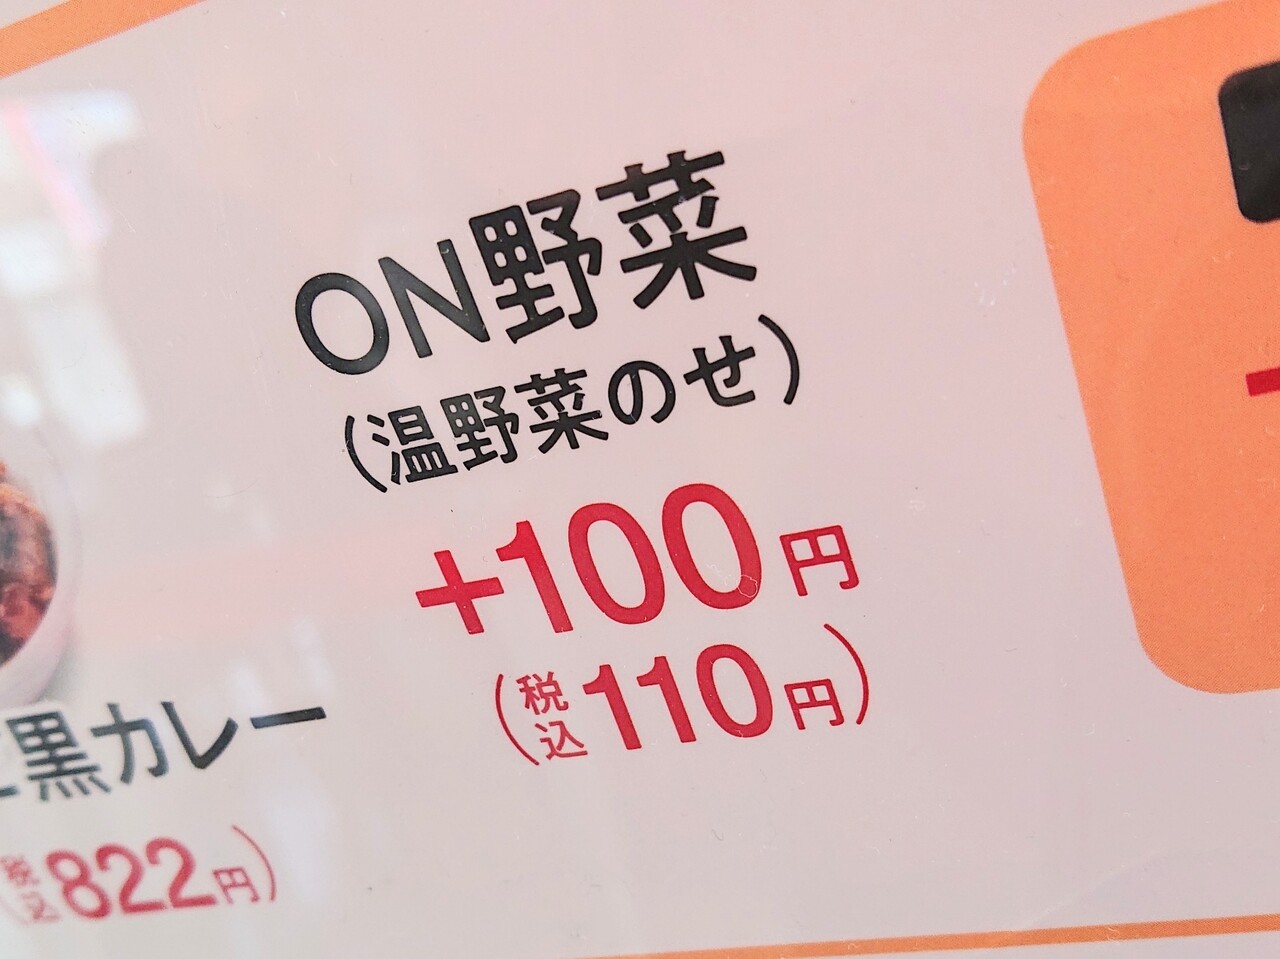 ON野菜
(温野菜のせ)
+100円
(税込110円)
黒カレー
(税込822円)